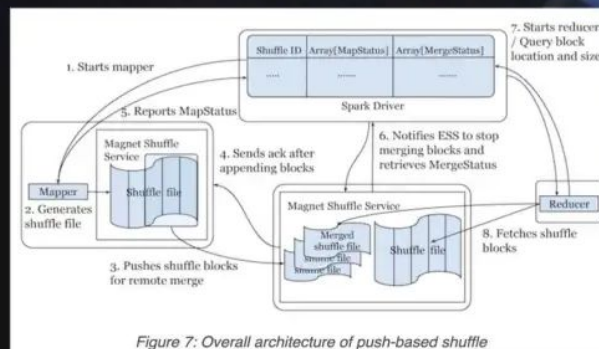 7. Starts reducer
/ Query block
location and size
Shuffle ID Array[MapStatus] Array[MergeStatus]
..... ....... .......
1. Starts mapper
Spark Driver
5. Reports MapStatus
6. Notifies ESS to stop
merging blocks and
retrieves MergeStatus
Magnet Shuffle
Service
4. Sends ack after
appending blocks
Mapper
Shuffle file
2. Generates
shuffle file
Magnet Shuffle Service
Reducer
Merged
shuffle file
shuffle file
shuffle file
Shuffle file
8. Fetches shuffle
blocks
3. Pushes shuffle blocks
for remote merge
Figure 7: Overall architecture of push-based shuffle